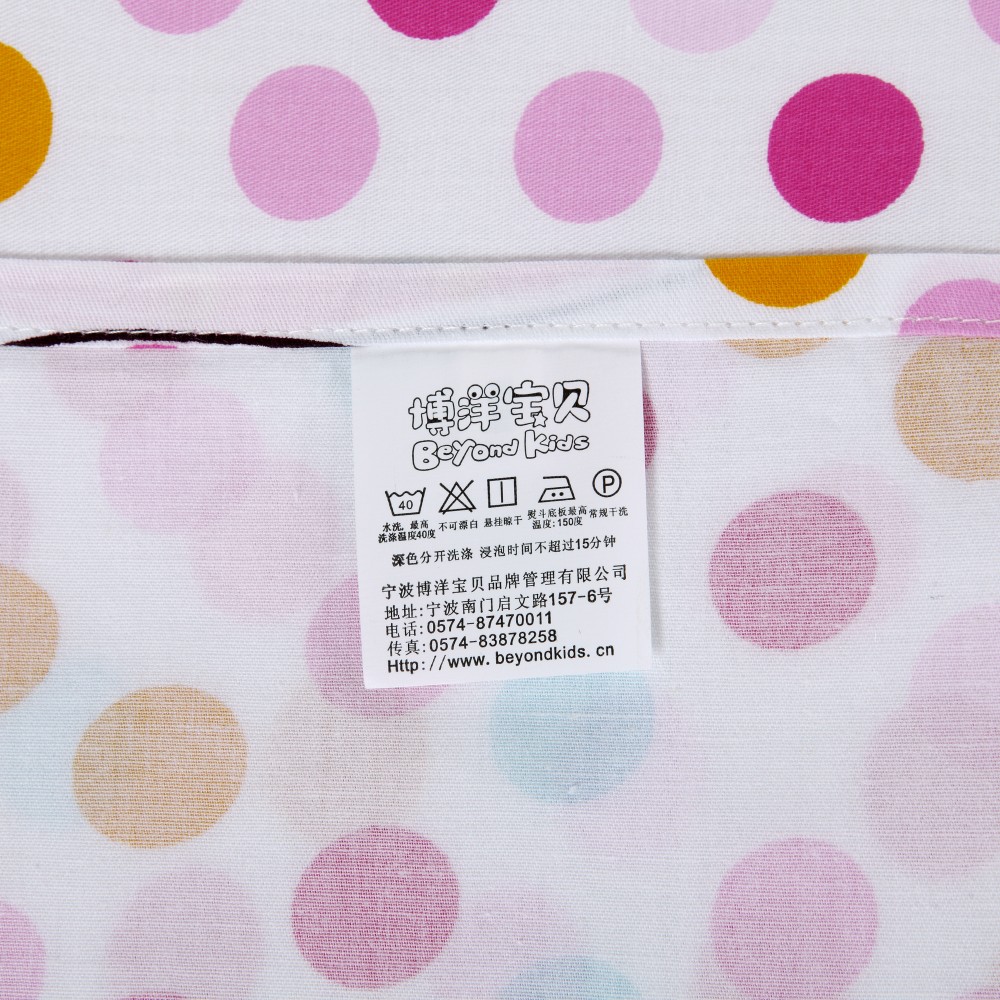 博洋宝贝
Beyond Kids
40
P
水洗，最高 不可漂白 悬挂晾干 熨斗底板最高 常规干洗
洗涤温度40度 温度:150度
深色分开洗涤 浸泡时间不超过15分钟
宁波博洋宝贝品牌管理有限公司
地址:宁波南门启文路157-6号
电话:0574-87470011
传真:0574-83878258
Http://www.beyondkids.cn